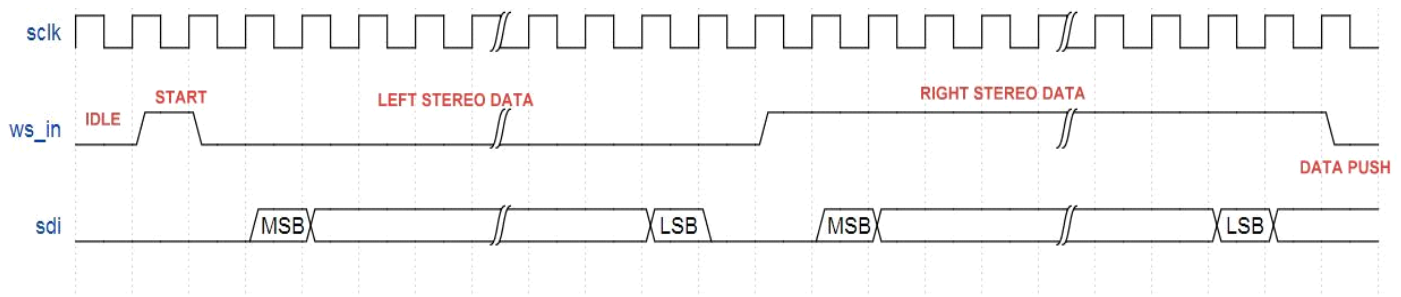 sclk
START
LEFT STEREO DATA
RIGHT STEREO DATA
IDLE
ws_in
DATA PUSH
sdi
MSB
LSB
MSB
LSB